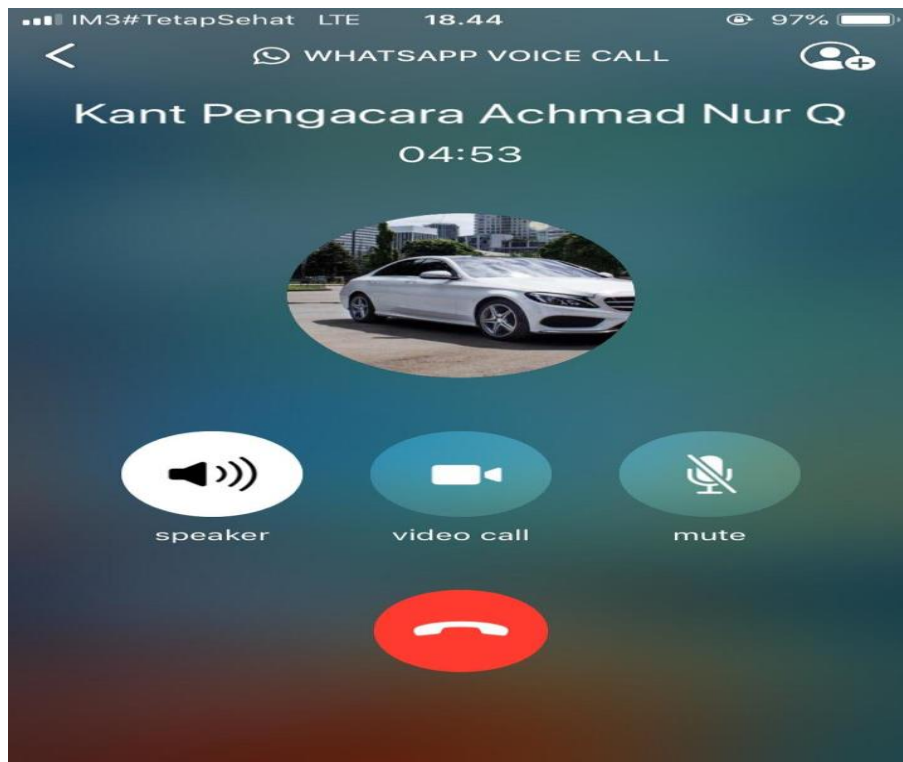 IM3#TetapSehat LTE 18.44 97%
WHATSAPP VOICE CALL
Kant Pengacara Achmad Nur Q
04:53
speaker video call mute